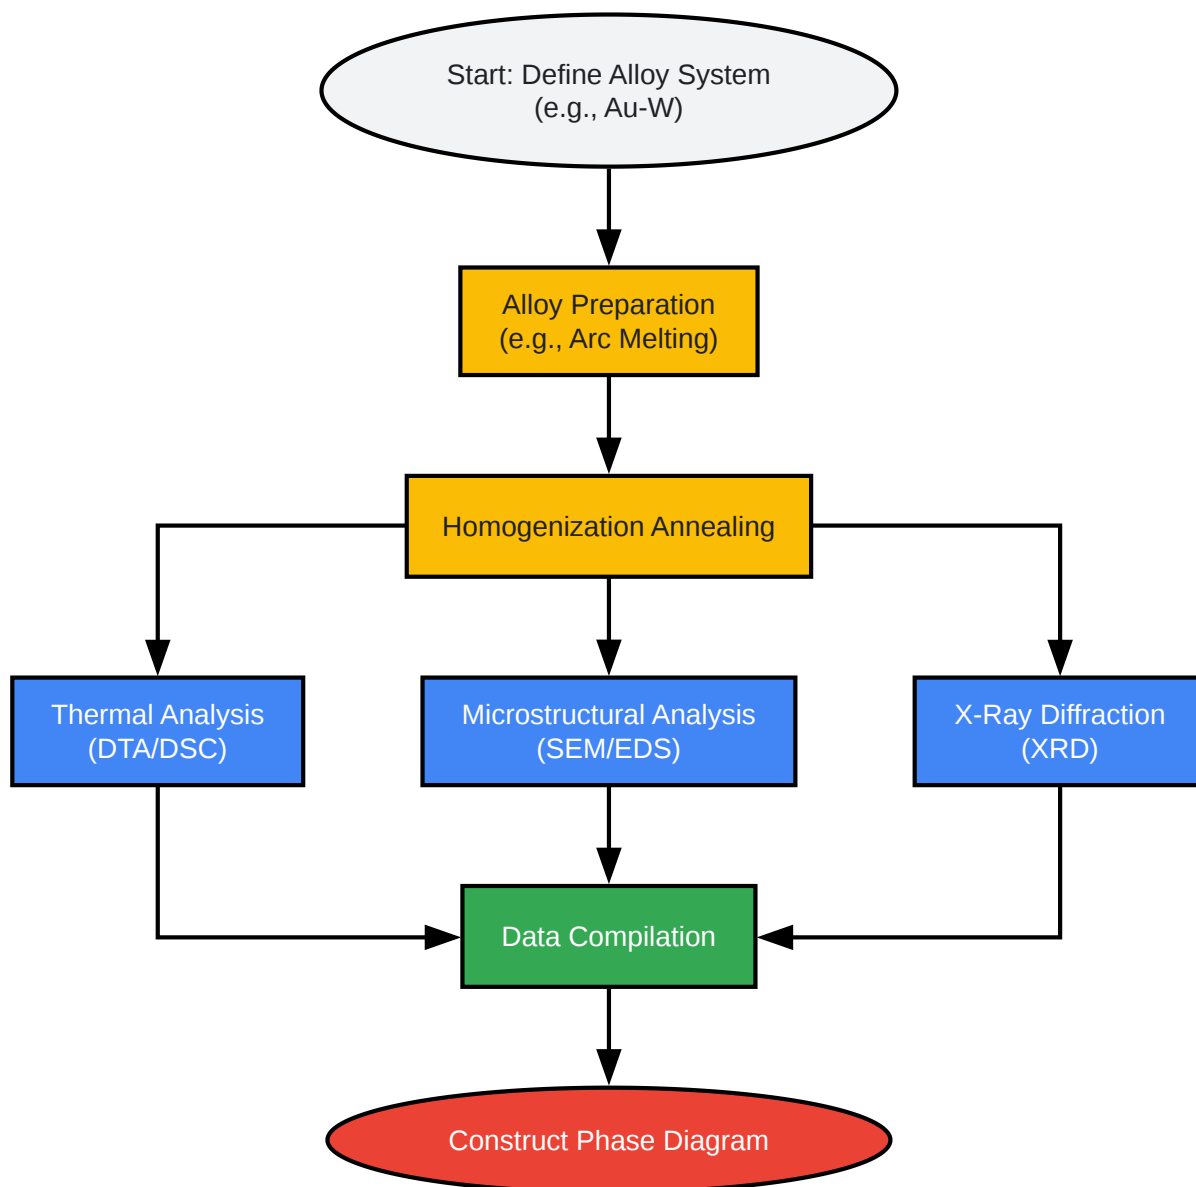 Start: Define Alloy System
(e.g., Au-W)
Alloy Preparation
(e.g., Arc Melting)
Homogenization Annealing
Thermal Analysis
(DTA/DSC)
Microstructural Analysis
(SEM/EDS)
X-Ray Diffraction
(XRD)
Data Compilation
Construct Phase Diagram